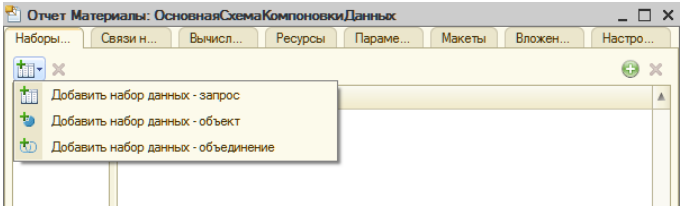 Отчет Материалы: ОсновнаяСхемаКомпоновкиДанных
Наборы... Связи н... Вычисл... Ресурсы Параме... Макеты Вложен... Настро...
Добавить набор данных - запрос
Добавить набор данных - объект
Добавить набор данных - объединение